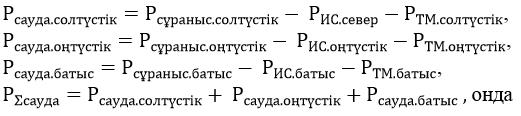 Pсауда.солтүстік = Pсұраныс.солтүстік − PИС.север − PТМ.солтүстік,
Pсауда.оңтүстік = Pсұраныс.оңтүстік − PИС.оңтүстік − PТМ.оңтүстік,
Pсауда.батыс = Pсұраныс.батыс − PИС.батыс − PТМ.батыс,
PΣсауда = Pсауда.солтүстік + Pсауда.оңтүстік + Pсауда.батыс , онда